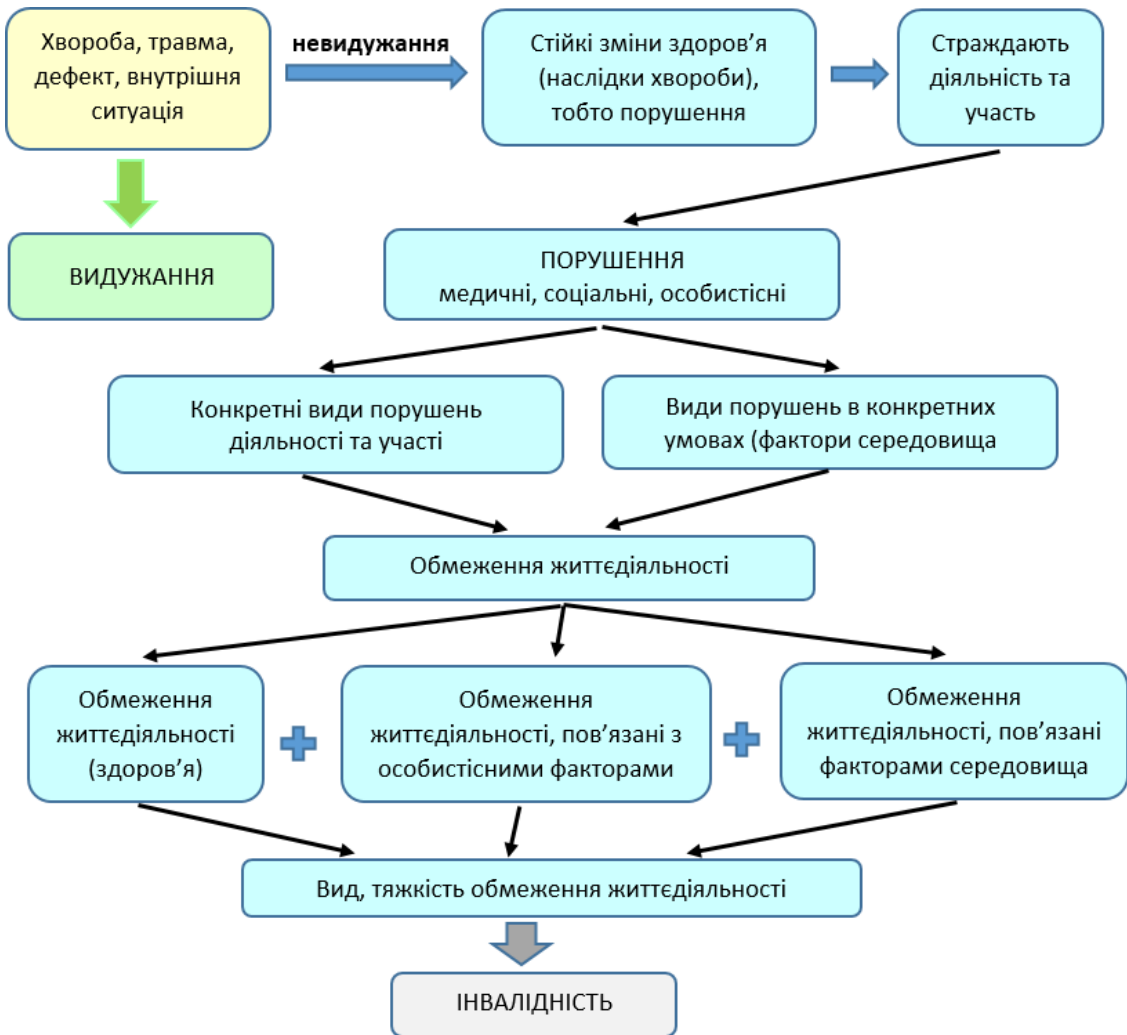 Хвороба, травма,
дефект, внутрішня
ситуація
невидужання
Стійкі зміни здоров’я
(наслідки хвороби),
тобто порушення
Страждають
діяльність та
участь
ВИДУЖАННЯ
ПОРУШЕННЯ
медичні, соціальні, особистісні
Конкретні види порушень
діяльності та участі
Види порушень в конкретних
умовах (фактори середовища
Обмеження життєдіяльності
Обмеження
життєдіяльності
(здоров’я)
Обмеження
життєдіяльності, пов’язані з
особистісними факторами
Обмеження
життєдіяльності, пов’язані
факторами середовища
Вид, тяжкість обмеження життєдіяльності
ІНВАЛІДНІСТЬ